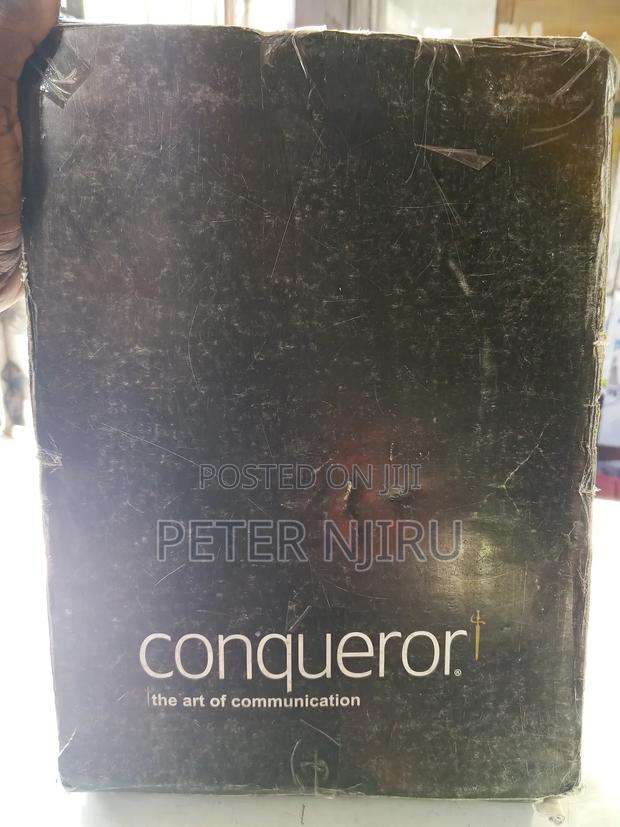 POSTED ON JIJI
PETER NJIRU
conqueror®
the art of communication